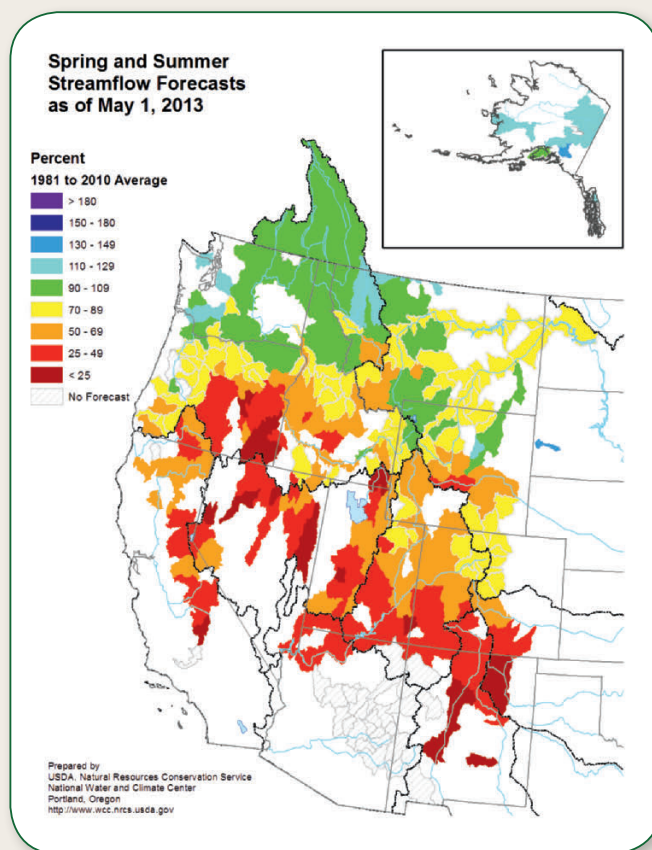 Spring and Summer
Streamflow Forecasts
as of May 1, 2013
Percent
1981 to 2010 Average
> 180
150 - 180
130 - 149
110 - 129
90 - 109
70 - 89
50 - 69
25 - 49
< 25
No Forecast
Prepared by
USDA, Natural Resources Conservation Service
National Water and Climate Center
Portland, Oregon
http://www.wcc.nrcs.usda.gov